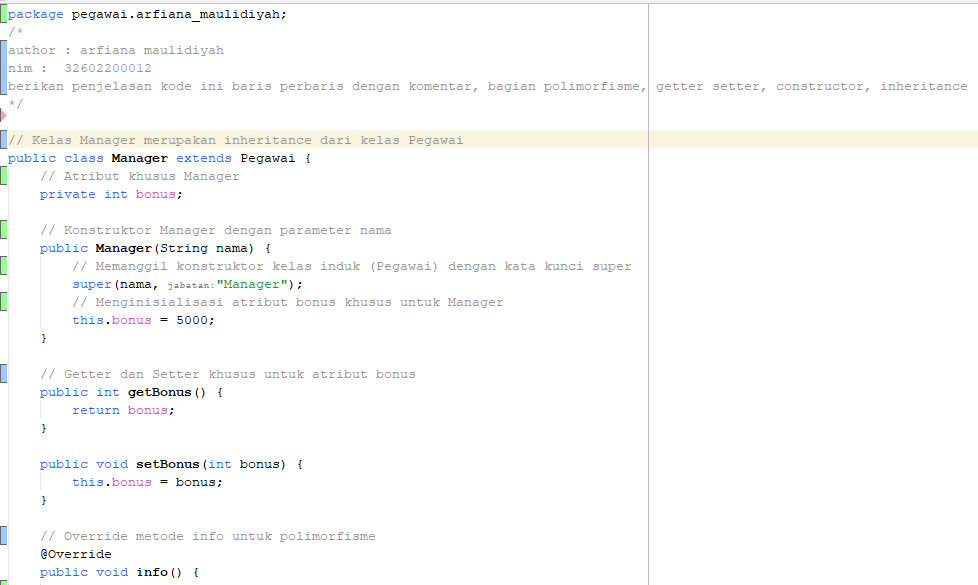 package pegawai.arfiana_maulidiyah;
/*
author : arfiana maulidiyah
nim :  32602200012
berikan penjelasan kode ini baris perbaris dengan komentar, bagian polimorfisme, getter setter, constructor, inheritance
*/
// Kelas Manager merupakan inheritance dari kelas Pegawai
public class Manager extends Pegawai {
    // Atribut khusus Manager
    private int bonus;
    // Konstruktor Manager dengan parameter nama
    public Manager(String nama) {
        // Memanggil konstruktor kelas induk (Pegawai) dengan kata kunci super
        super(nama, jabatan:"Manager");
        // Menginisialisasi atribut bonus khusus untuk Manager
        this.bonus = 5000;
    }
    // Getter dan Setter khusus untuk atribut bonus
    public int getBonus() {
        return bonus;
    }
    public void setBonus(int bonus) {
        this.bonus = bonus;
    }
    // Override metode info untuk polimorfisme
    @Override
    public void info() {